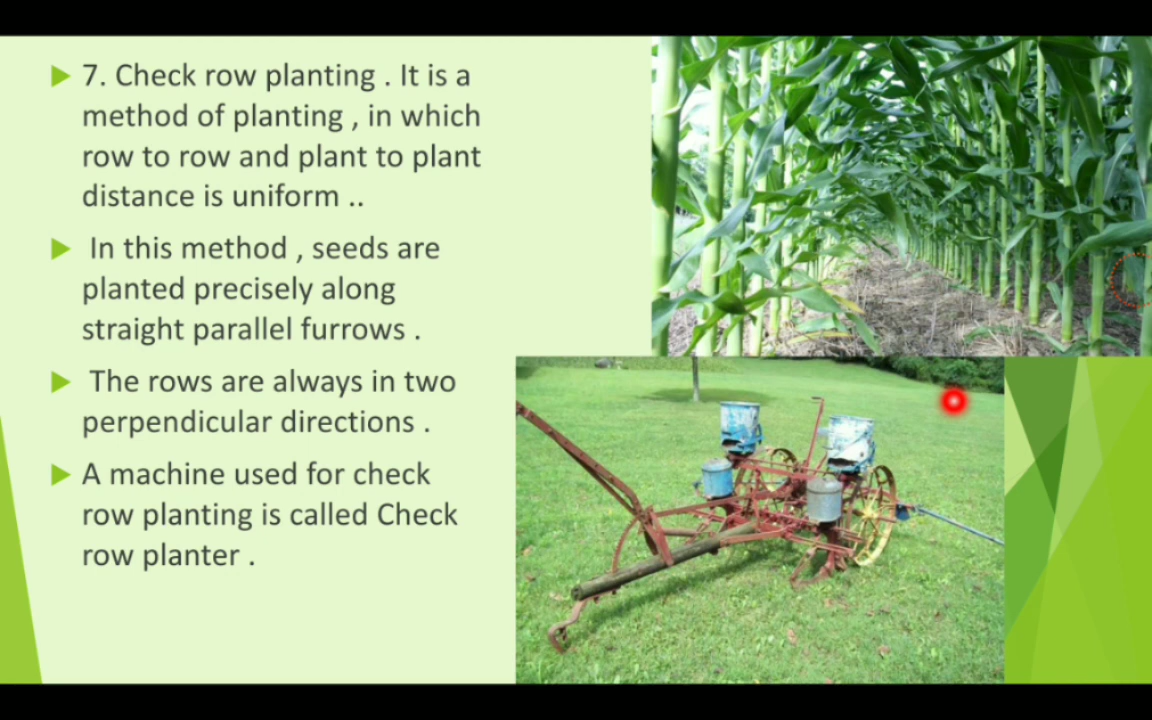 7. Check row planting . It is a
method of planting , in which
row to row and plant to plant
distance is uniform ..
In this method , seeds are
planted precisely along
straight parallel furrows .
The rows are always in two
perpendicular directions .
A machine used for check
row planting is called Check
row planter .